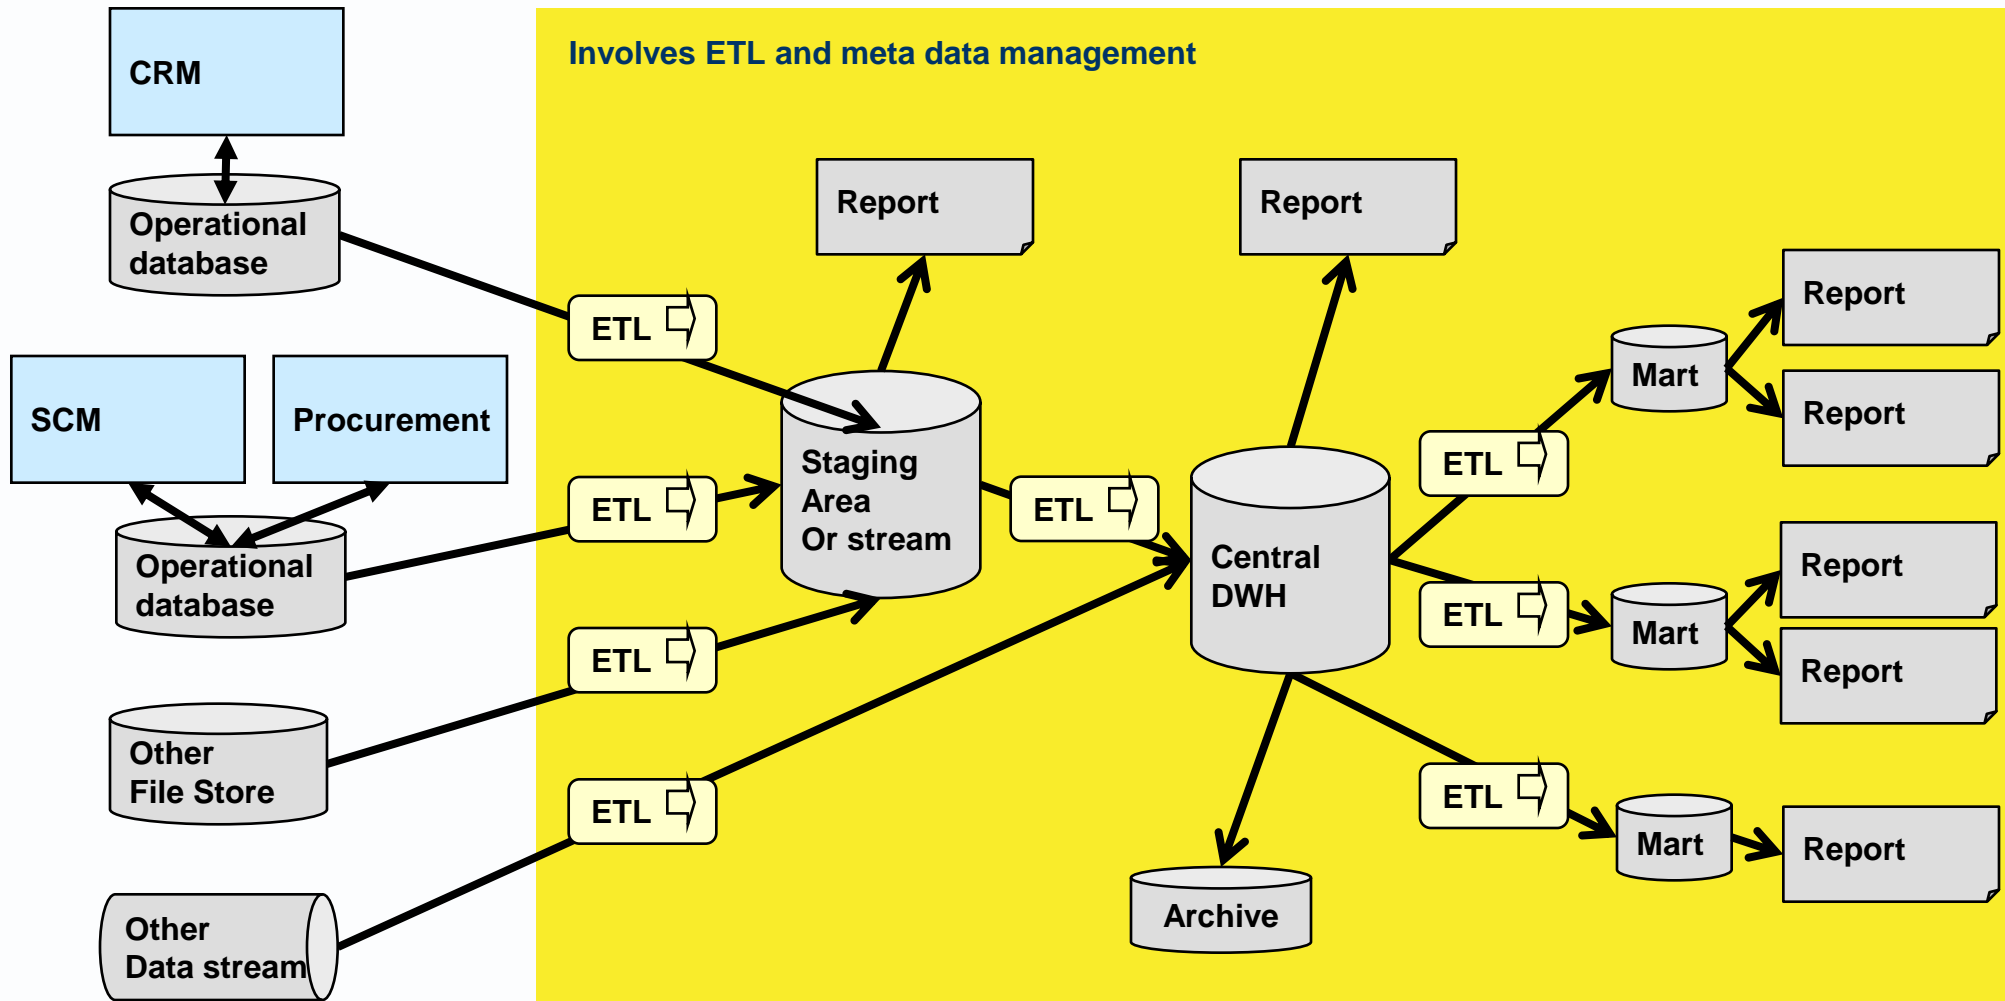 CRM
Involves ETL and meta data management
Operational
database
Report
Report
ETL
Report
Mart
Report
SCM
Procurement
Staging
Area
Or stream
ETL
ETL
ETL
Operational
database
Central
DWH
Report
ETL
Mart
Report
ETL
Other
File Store
ETL
ETL
Mart
Report
Archive
Other
Data stream